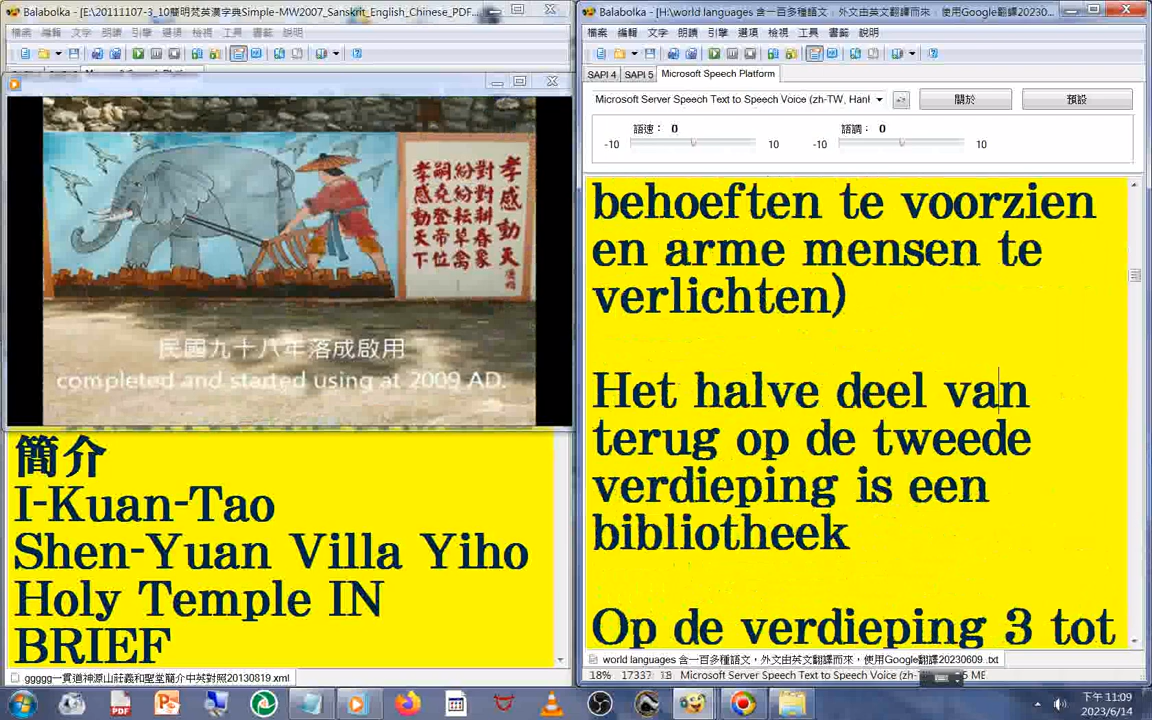 Balabolka - [E:\20111107-3_10簡明梵英漢字典Simple-MW2007_Sanskrit_English_Chinese_PDF...
檔案 編輯 文字 朗讀 引擎 選項 檢視 工具 書籤 說明
孝感動天
對對耕春象
紛紛耘草禽
嗣堯登帝位
孝感動天下
民國九十八年落成啟用
completed and started using at 2009 AD.
簡介
I-Kuan-Tao
Shen-Yuan Villa Yiho
Holy Temple IN
BRIEF
ggggg一貫道神源山莊義和聖堂簡介中英對照20130819.xml
Balabolka - [H:\world languages 含一百多種語文，外文由英文翻譯而來，使用Google翻譯20230...
檔案 編輯 文字 朗讀 引擎 選項 檢視 工具 書籤 說明
SAPI 4 SAPI 5 Microsoft Speech Platform
Microsoft Server Speech Text to Speech Voice (zh-TW, Hanl
關於
預設
語速： 0
語調： 0
-10 10 -10 10
behoeften te voorzien
en arme mensen te
verlichten)
Het halve deel van
terug op de tweede
verdieping is een
bibliotheek
Op de verdieping 3 tot
world languages 含一百多種語文，外文由英文翻譯而來，使用Google翻譯20230609 .txt
18% 17337 Microsoft Server Speech Text to Speech Voice (zh-
下午 11:09
2023/6/14